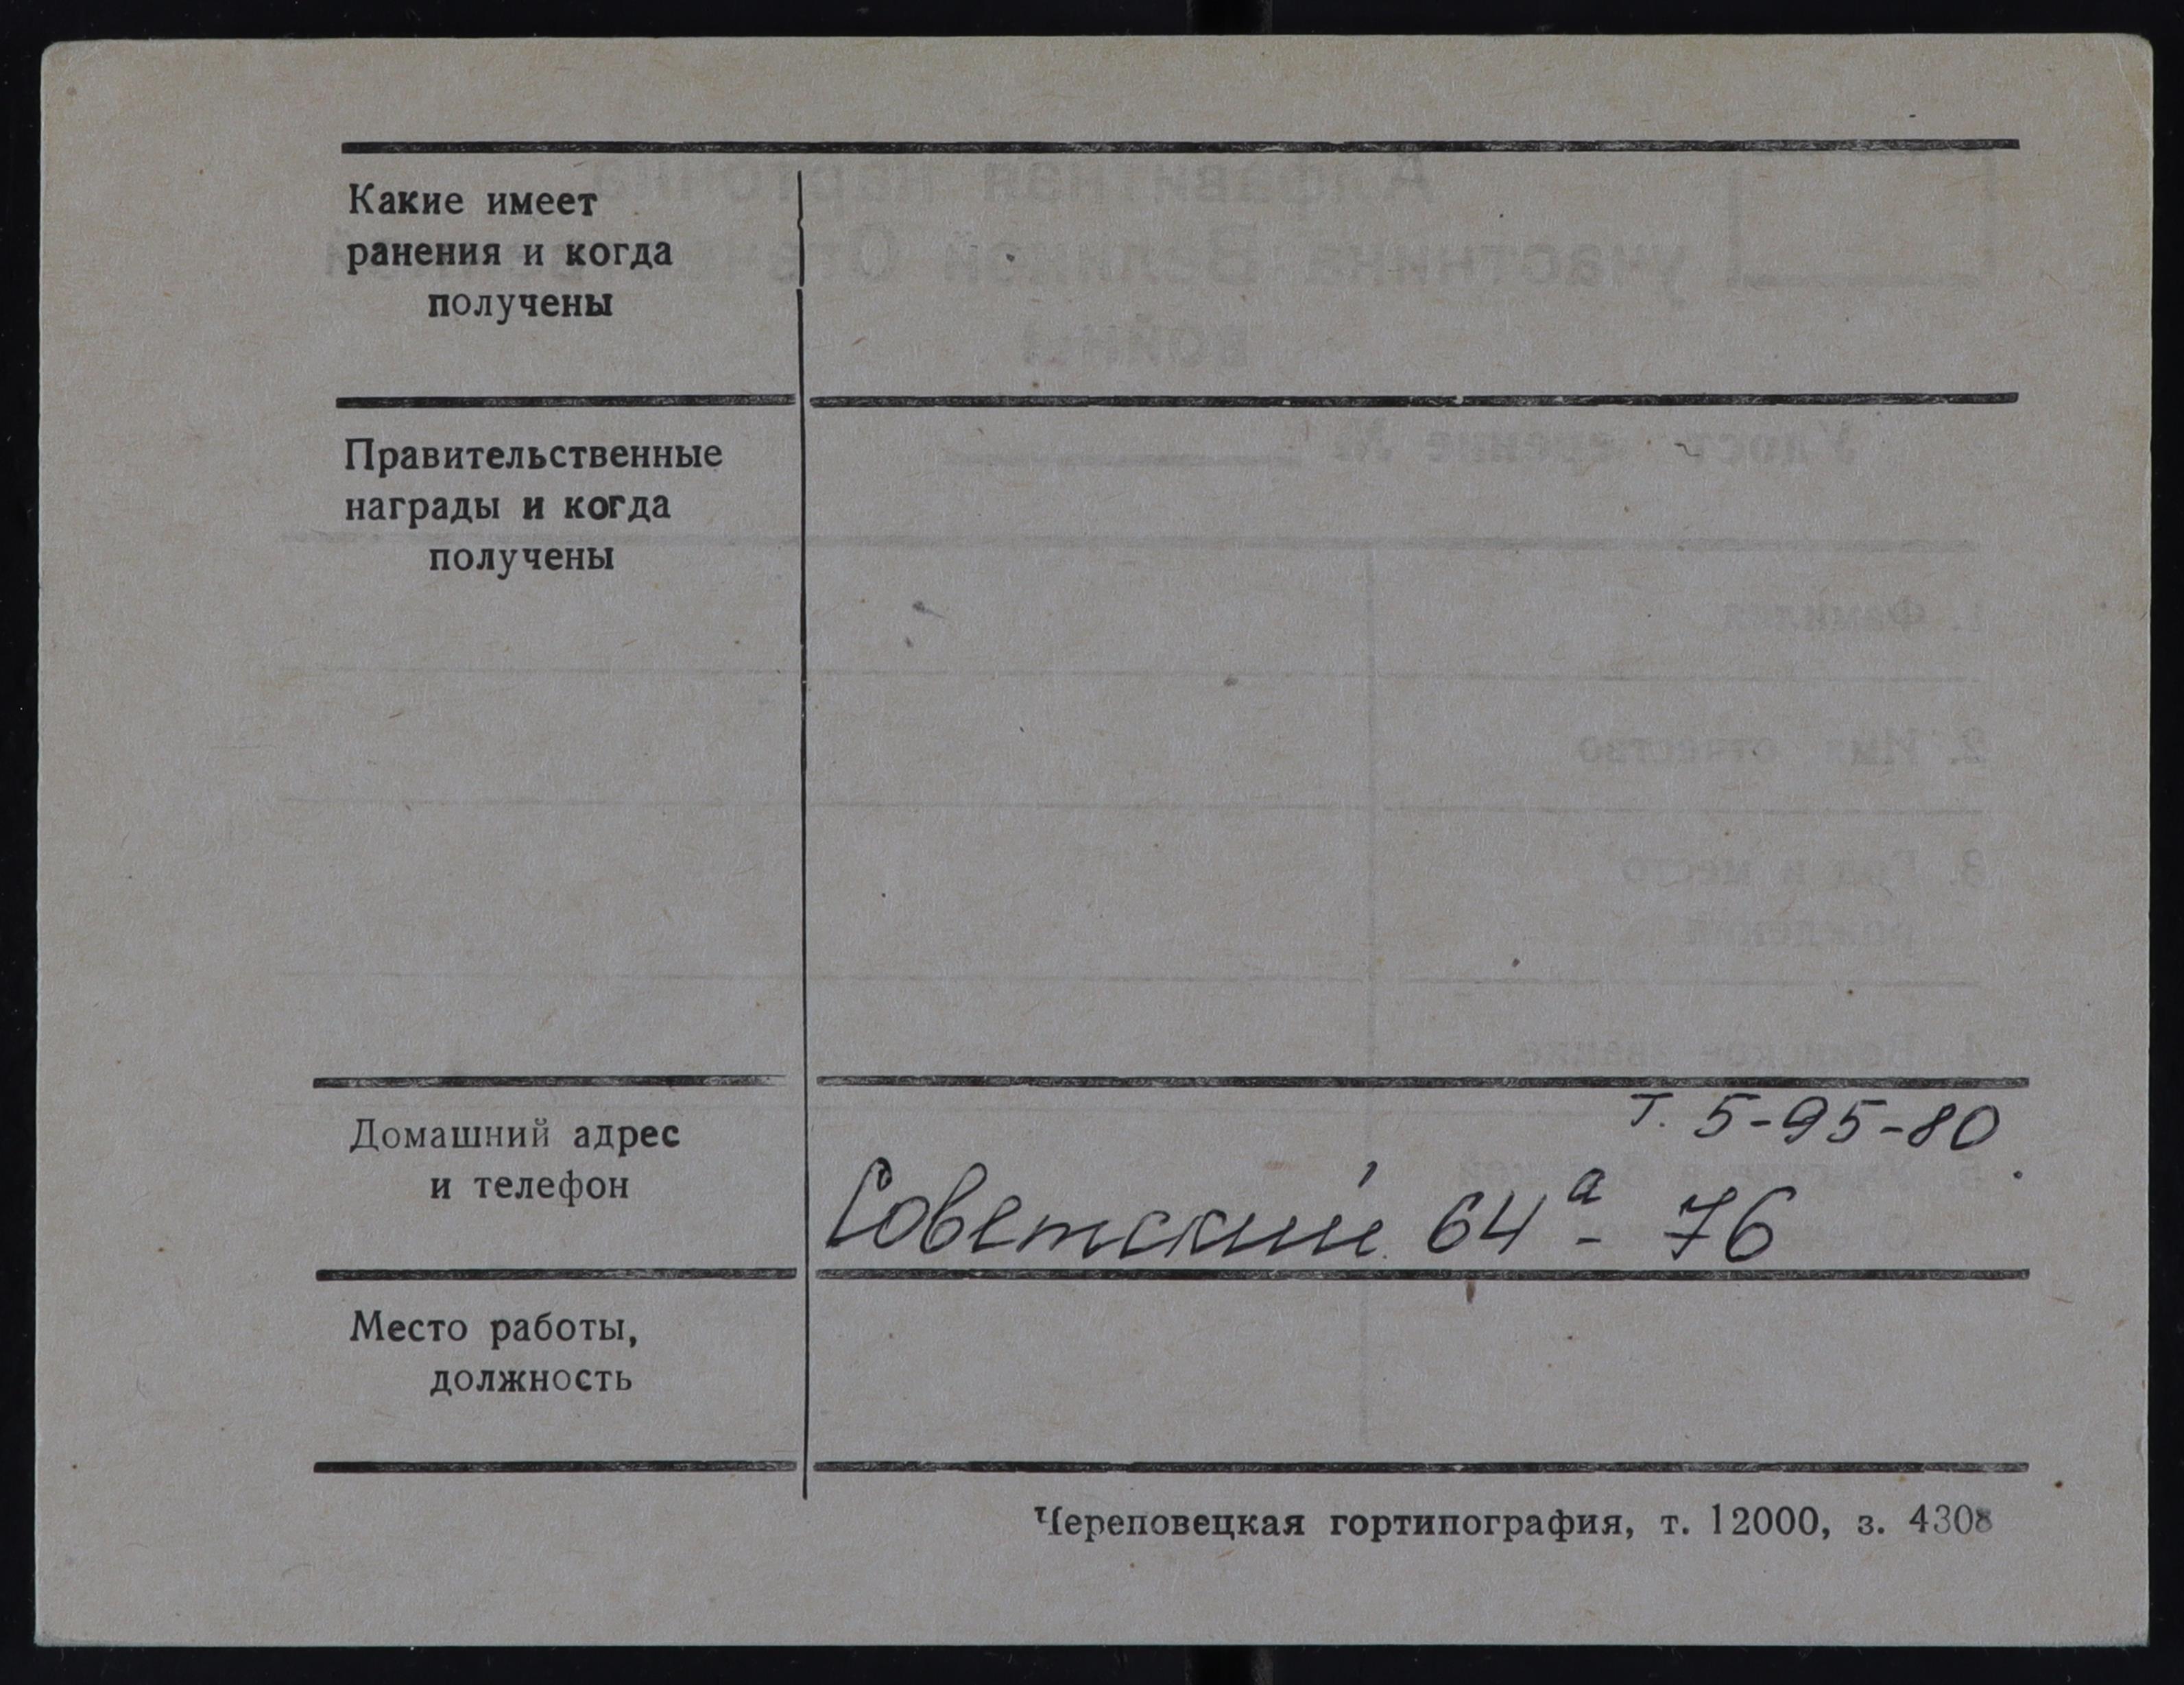 Какие имеет
ранения и когда
получены
Правительственные
награды и когда
получены
Домашний адрес
и телефон
т. 5-95-80.
Советский 64а - 76
Место работы,
должность
Череповецкая гортипография, т. 12000, з. 4308